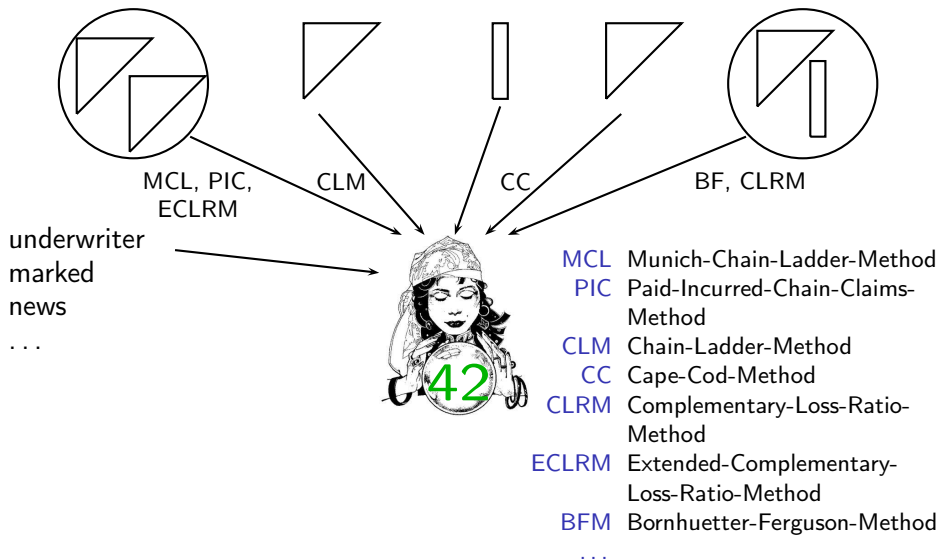 MCL, PIC,
ECLRM
CLM
CC
BF, CLRM
underwriter
marked
news
...
42
MCL Munich-Chain-Ladder-Method
PIC Paid-Incurred-Chain-Claims-
Method
CLM Chain-Ladder-Method
CC Cape-Cod-Method
CLRM Complementary-Loss-Ratio-
Method
ECLRM Extended-Complementary-
Loss-Ratio-Method
BFM Bornhuetter-Ferguson-Method
...